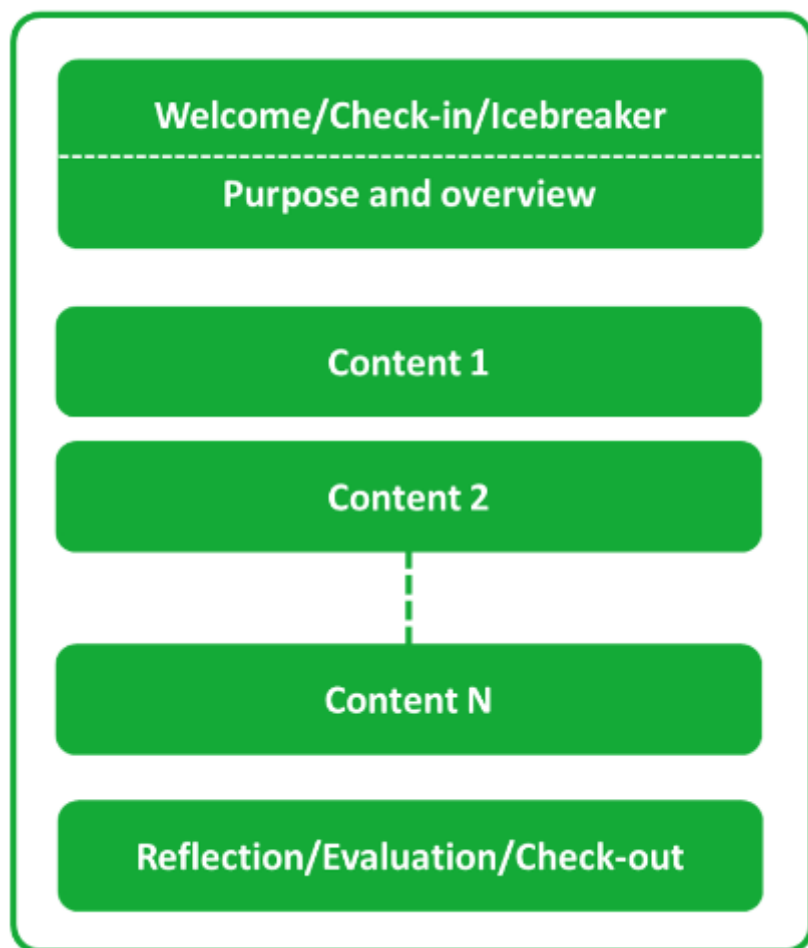 Welcome/Check-in/Icebreaker
Purpose and overview
Content 1
Content 2
Content N
Reflection/Evaluation/Check-out